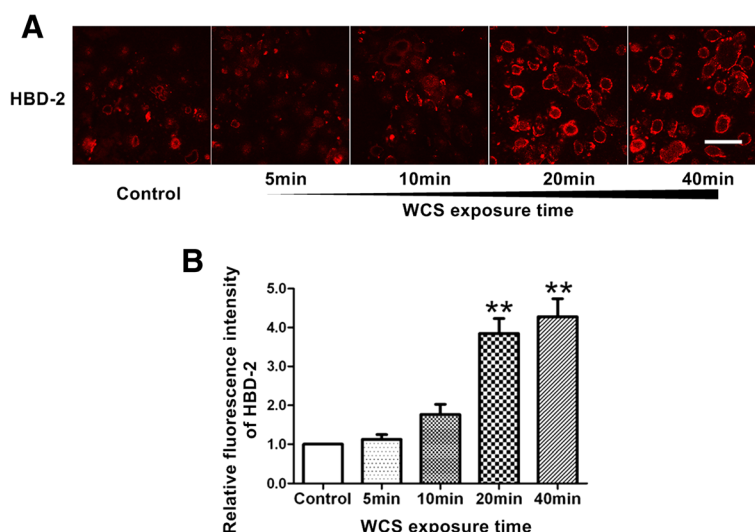 A
HBD-2
Control
5min 10min 20min 40min
WCS exposure time
B
Relative fluorescence intensity
of HBD-2
5.0
4.0
3.0
2.0
1.0
0.0
** **
Control 5min 10min 20min 40min
WCS exposure time